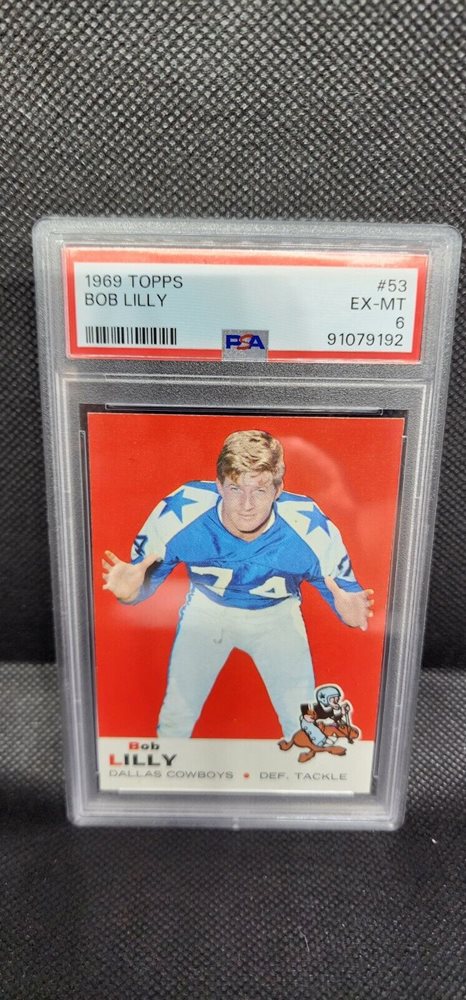 1969 TOPPS #53
BOB LILLY EX-MT
6
PSA 91079192
74
Bob
LILLY
DALLAS COWBOYS • DEF. TACKLE